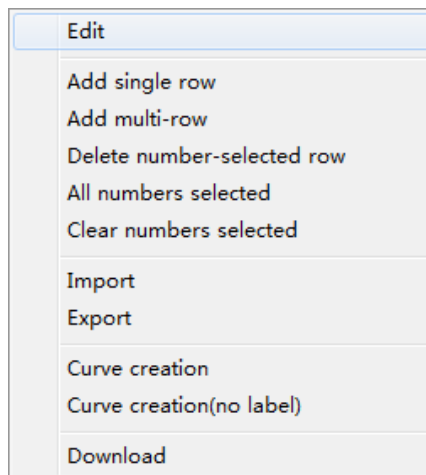 Edit
Add single row
Add multi-row
Delete number-selected row
All numbers selected
Clear numbers selected
Import
Export
Curve creation
Curve creation(no label)
Download